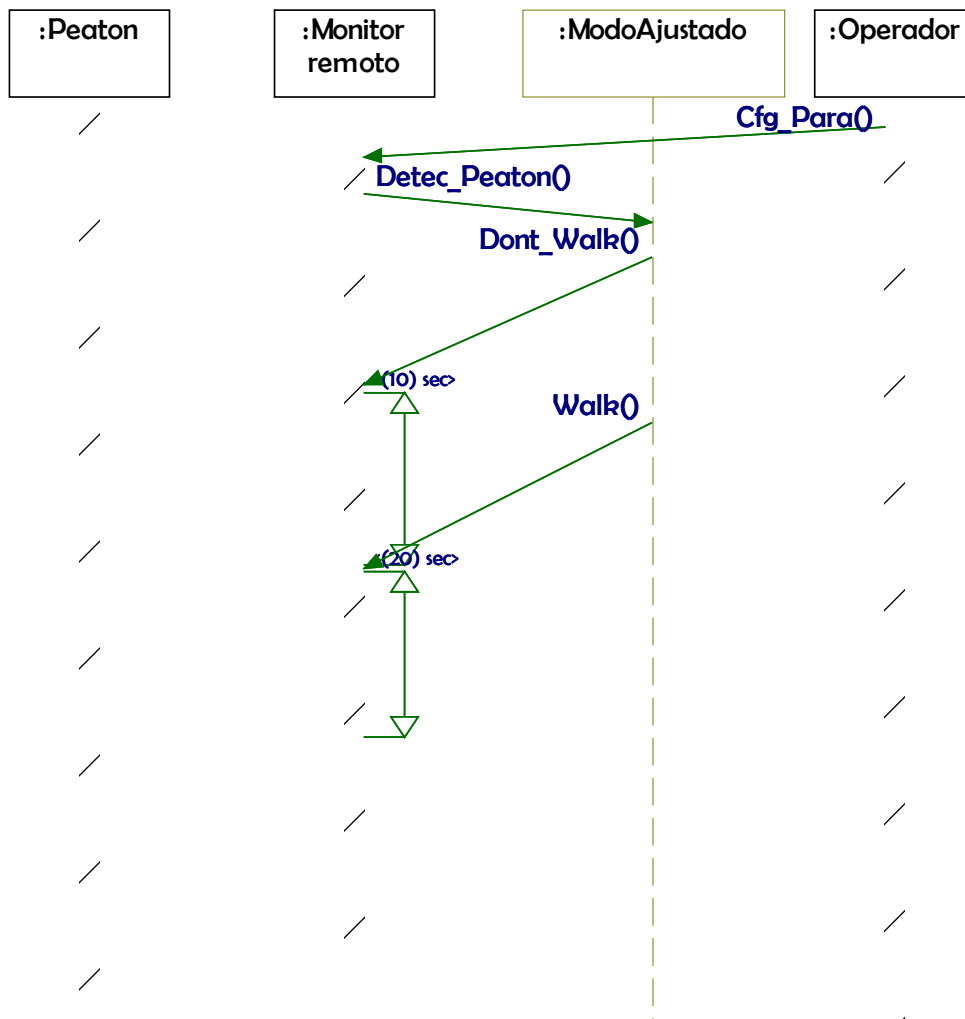 :Peaton
:Monitor
remoto
:ModoAjustado
:Operador
Cfg_Para()
Detec_Peaton()
Dont_Walk()
(10) sec>
Walk()
(20) sec>